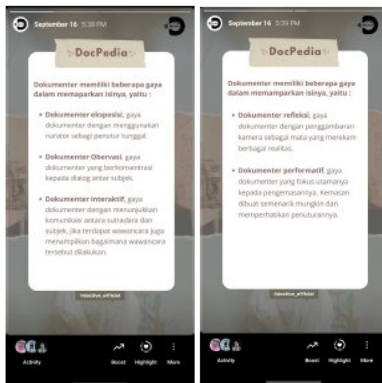 September 16 5:38 PM
DocPedia
Dokumenter memiliki beberapa gaya
dalam memaparkan isinya, yaitu :
• Dokumenter eksposisi, gaya
dokumenter dengan menggunakan
narator sebagai penutur tunggal.
• Dokumenter Obervasi, gaya
dokumenter yang berkonsentrasi
kepada dialog antar subjek.
• Dokumenter interaktif, gaya
dokumenter dengan menunjukkan
komunikasi antara sutradara dan
subjek, jika terdapat wawancara juga
menampilkan bagaimana wawancara
tersebut dilakukan.
Activity
Boost
Highlight
More
September 16 5:39 PM
DocPedia
Dokumenter memiliki beberapa gaya
dalam memamparkan isinya, yaitu :
• Dokumenter refleksi, gaya
dokumenter dengan penggambaran
kamera sebagai mata yang merekam
berbagai realitas.
• Dokumenter performatif, gaya
dokumenter yang fokus utamanya
kepada pengemasannya. Kemasan
dibuat semenarik mungkin dan
memperhatikan penuturannya.
Activity
Boost
Highlight
More